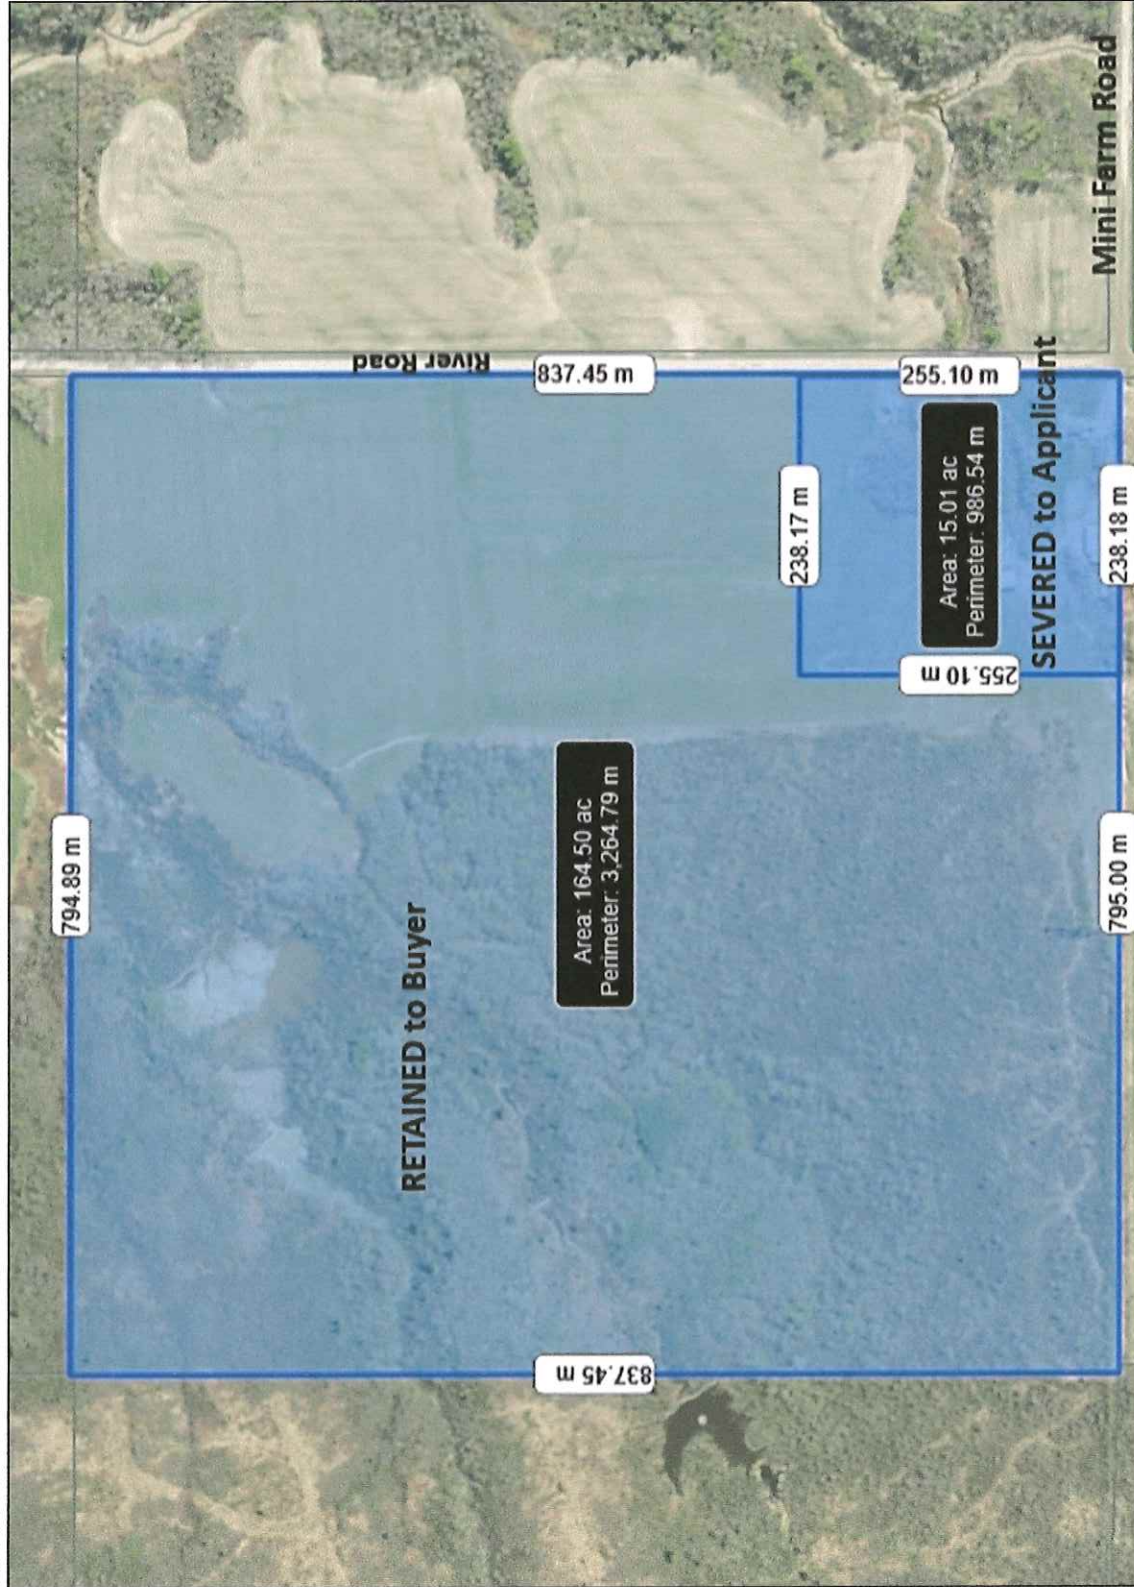 Mini Farm Road
River Road
837.45 m
255.10 m
794.89 m
238.17 m
Area: 15.01 ac
Perimeter: 986.54 m
SEVERED to Applicant
238.18 m
255.10 m
RETAINED to Buyer
Area: 164.50 ac
Perimeter: 3,264.79 m
795.00 m
837.45 m